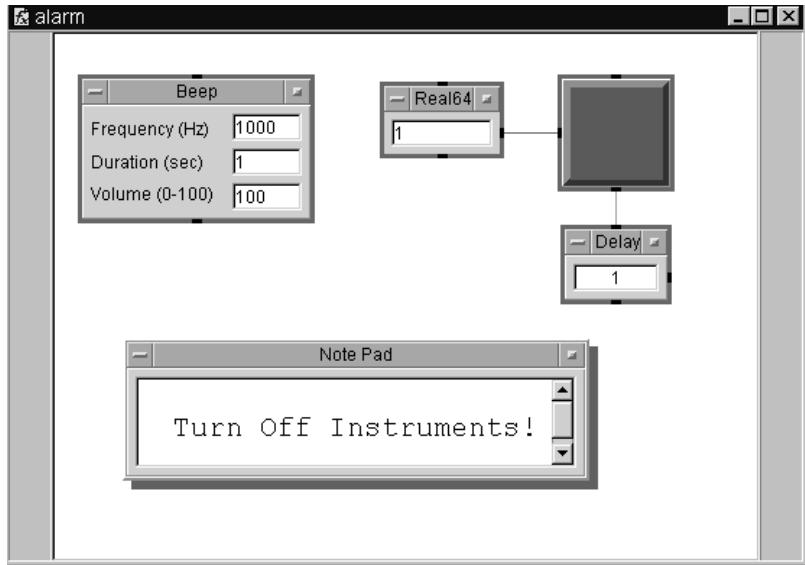 alarm
Beep
Frequency (Hz) 1000
Duration (sec) 1
Volume (0-100) 100
Real64
1
Delay
1
Note Pad
Turn Off Instruments!